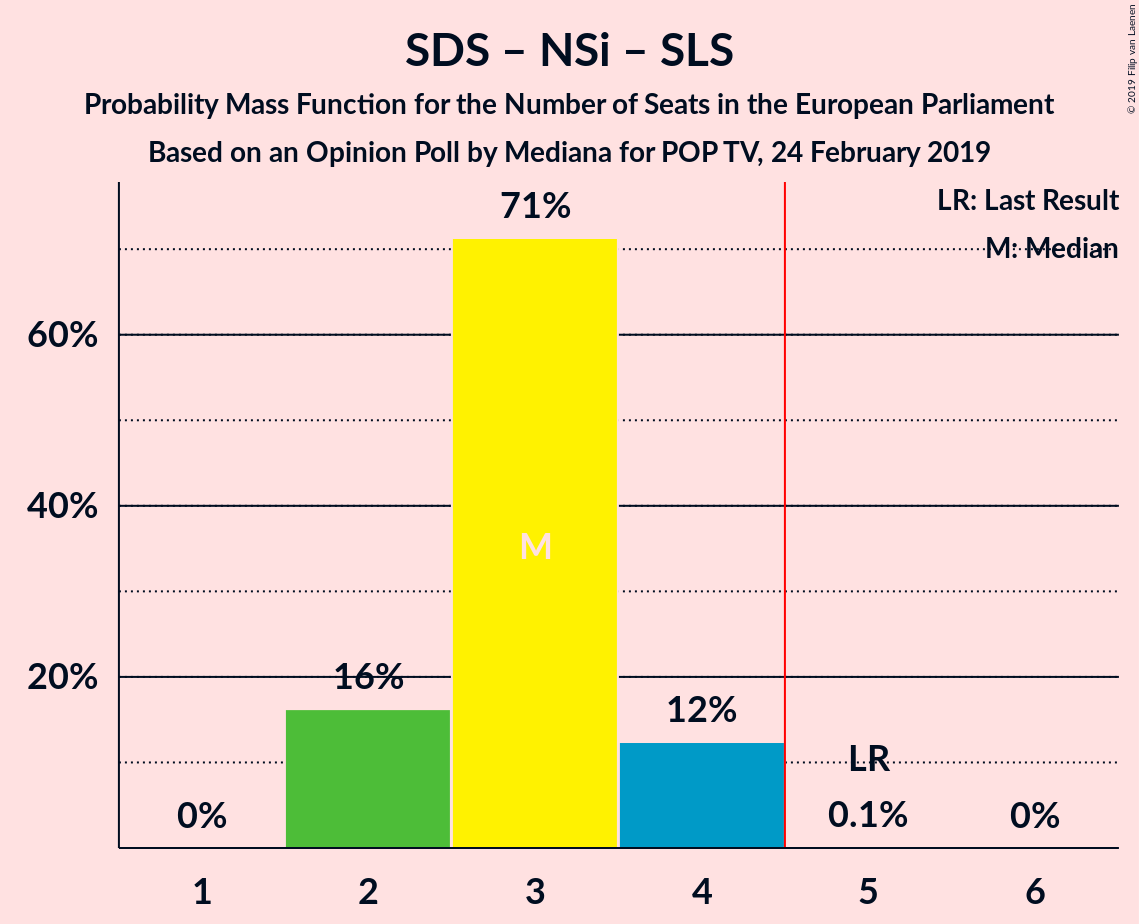 SDS – NSi – SLS
Probability Mass Function for the Number of Seats in the European Parliament
Based on an Opinion Poll by Mediana for POP TV, 24 February 2019
© 2019 Filip van Laenen
LR: Last Result
M: Median
71%
60%
40%
20%
M
16%
12%
LR
0%
0.1%
0%
1 2 3 4 5 6